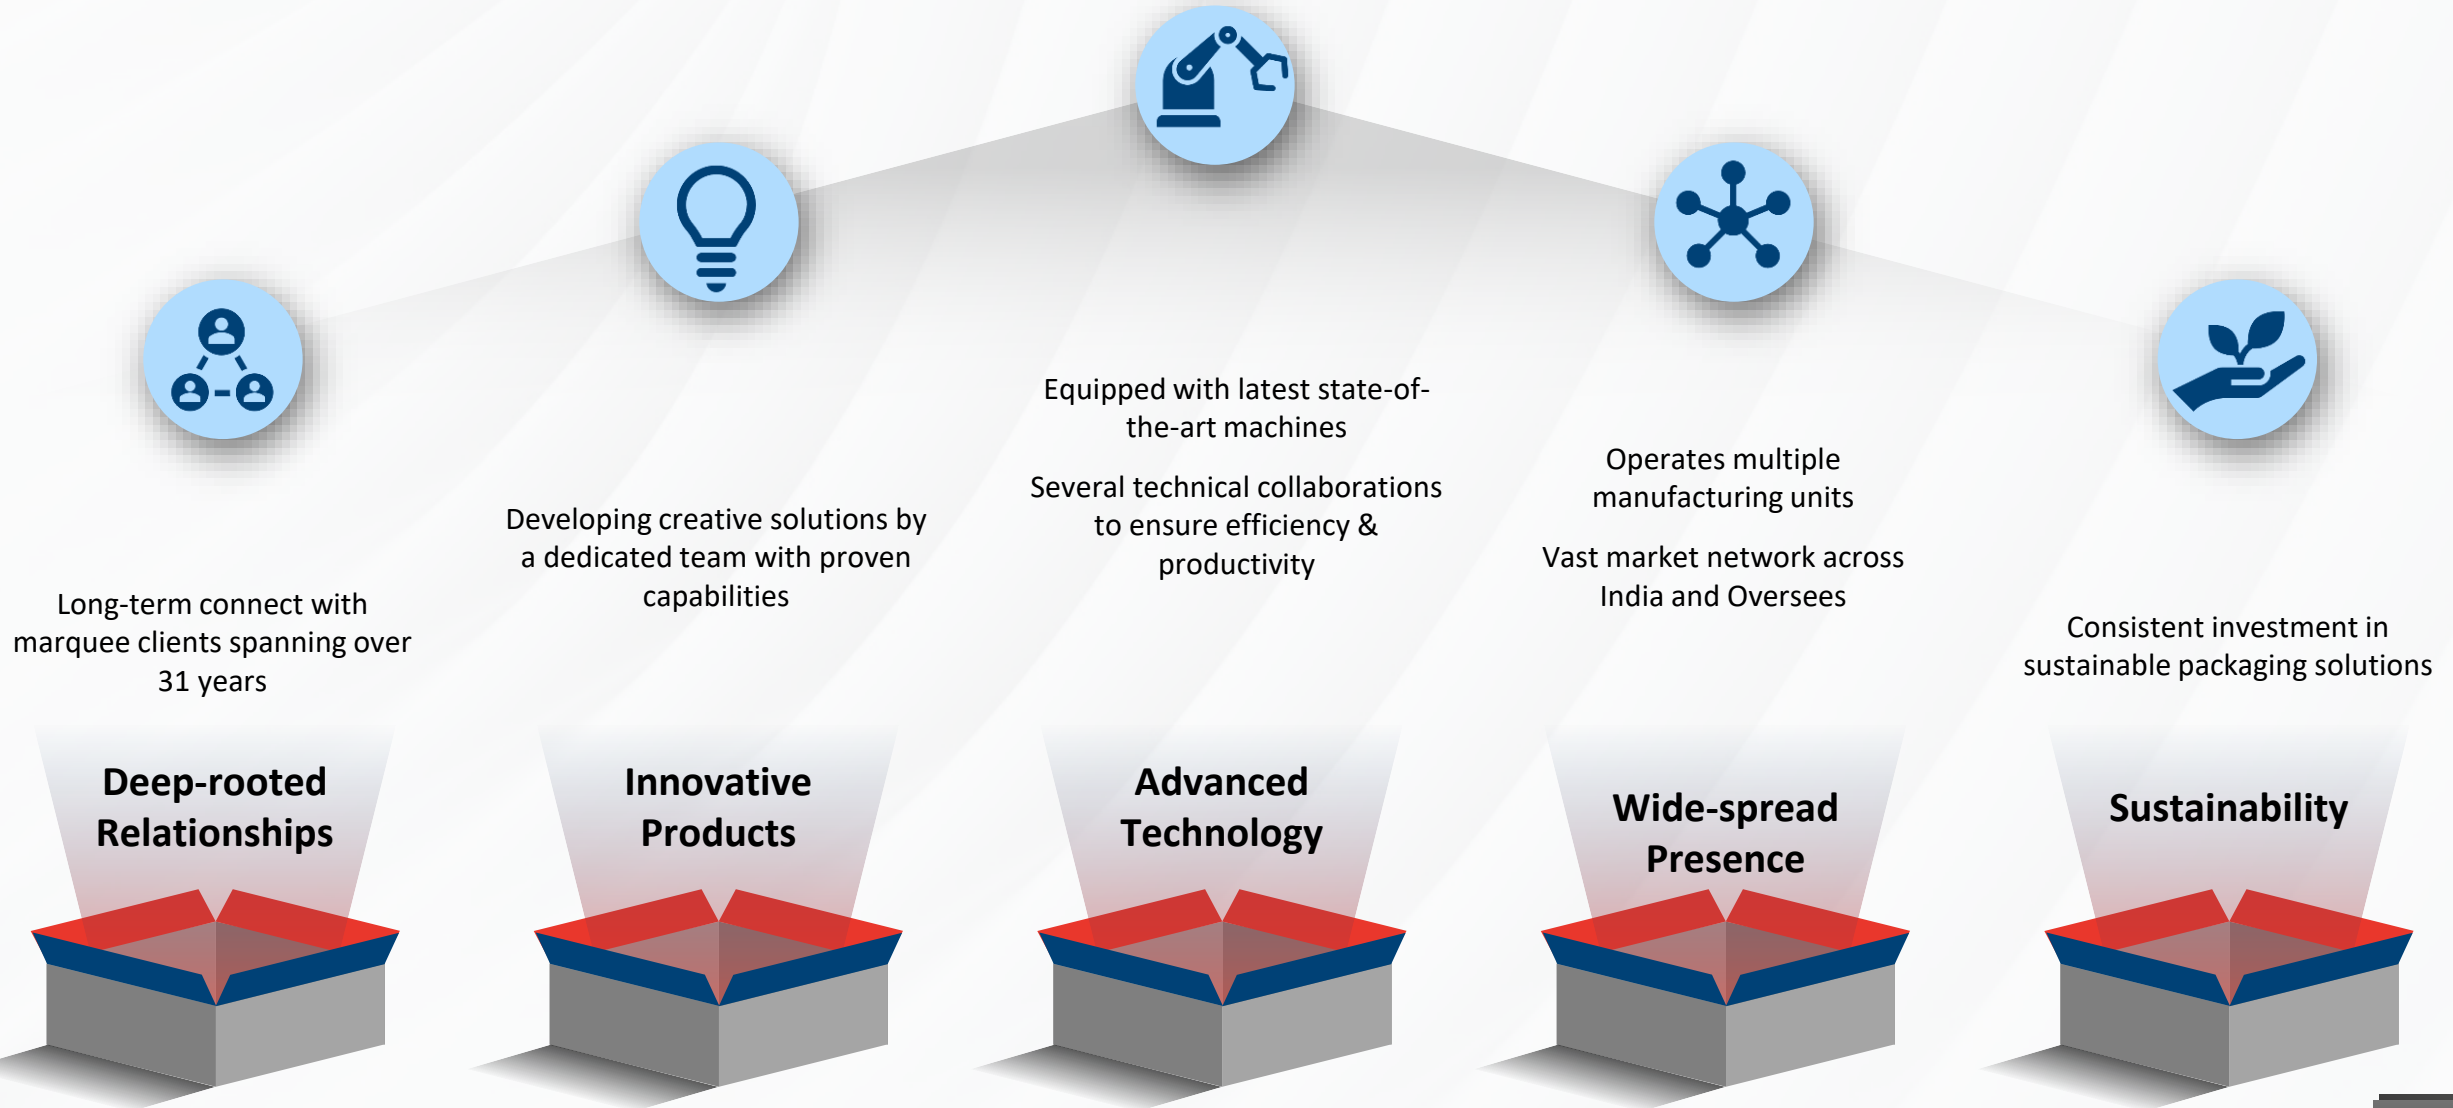 Long-term connect with
marquee clients spanning over
31 years
Deep-rooted
Relationships
Developing creative solutions by
a dedicated team with proven
capabilities
Innovative
Products
Equipped with latest state-of-
the-art machines
Several technical collaborations
to ensure efficiency &
productivity
Advanced
Technology
Operates multiple
manufacturing units
Vast market network across
India and Oversees
Wide-spread
Presence
Consistent investment in
sustainable packaging solutions
Sustainability